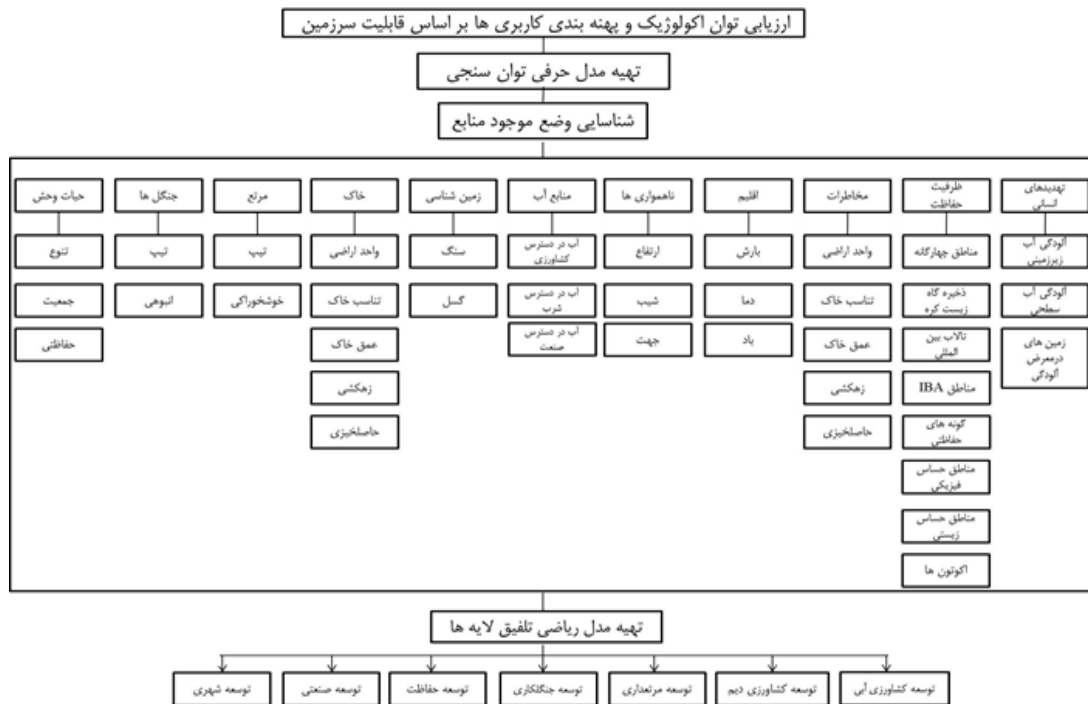 ارزیابی توان اکولوژیک و پهنه بندی کاربری ها بر اساس قابلیت سرزمین
تهیه مدل حرفی توان سنجی
شناسایی وضع موجود منابع
تهدیدهای
انسانی
آلودگی آب
زیرزمینی
آلودگی آب
سطحی
زمین های
درمعرض
آلودگی
ظرفیت
حفاظت
مناطق چهارگانه
ذخیره گاه
زیست کره
تالاب بین
المللی
مناطق IBA
گونه های
حفاظتی
مناطق حساس
فیزیکی
مناطق حساس
زیستی
اکوتون ها
مخاطرات
واحد اراضی
تناسب خاک
عمق خاک
زهکشی
حاصلخیزی
اقلیم
بارش
دما
باد
ناهمواری ها
ارتفاع
شیب
جهت
منابع آب
آب در دسترس
کشاورزی
آب در دسترس
شرب
آب در دسترس
صنعت
زمین شناسی
سنگ
گسل
خاک
واحد اراضی
تناسب خاک
عمق خاک
زهکشی
حاصلخیزی
مرتع
تیپ
خوشخوراکی
جنگل ها
تیپ
انبوهی
حیات وحش
تنوع
جمعیت
حفاظتی
تهیه مدل ریاضی تلفیق لایه ها
توسعه کشاورزی آبی
توسعه کشاورزی دیم
توسعه مرتعداری
توسعه جنگلکاری
توسعه حفاظت
توسعه صنعتی
توسعه شهری